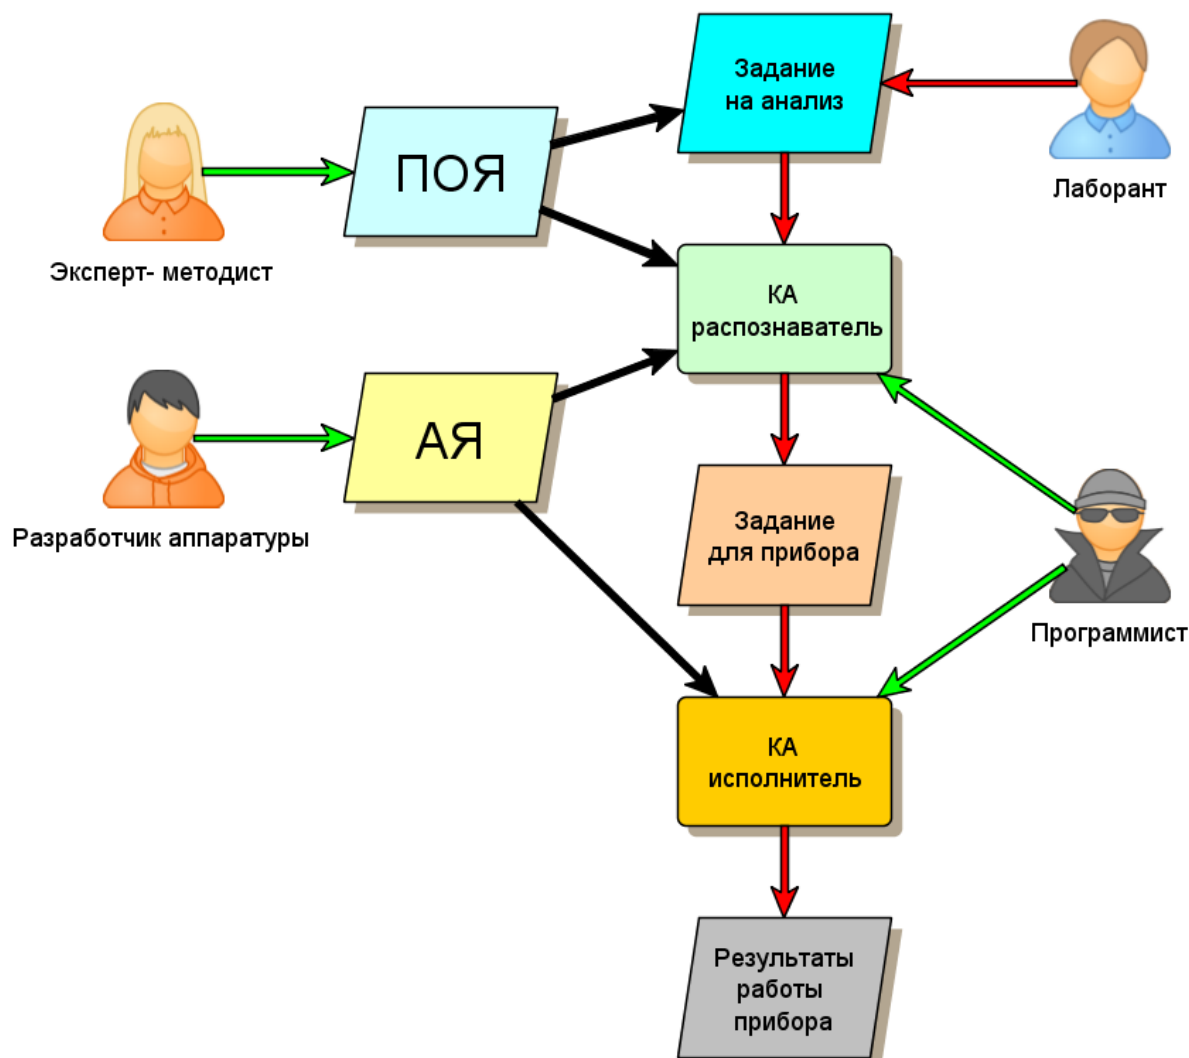 Задание
на анализ
ПОЯ
Лаборант
Эксперт- методист
КА
распознаватель
АЯ
Разработчик аппаратуры
Задание
для прибора
Программист
КА
исполнитель
Результаты
работы
прибора